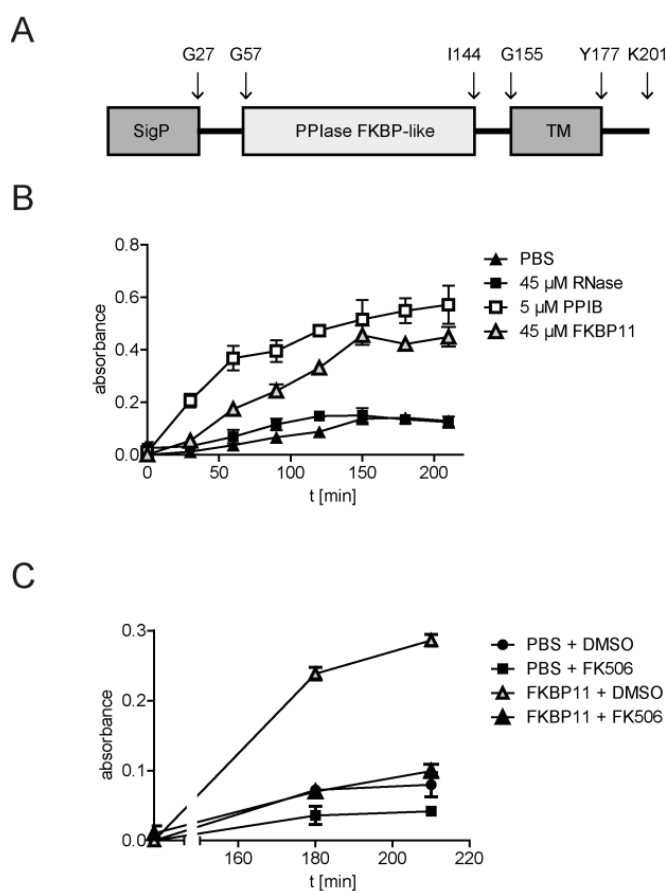 A
G27 G57 I144 G155 Y177 K201
SigP PPIase FKBP-like TM
B
absorbance
0.8
0.6
0.4
0.2
0.0
0 50 100 150 200
t [min]
PBS
45 µM RNase
5 µM PPIB
45 µM FKBP11
C
absorbance
0.3
0.2
0.1
0.0
160 180 200 220
t [min]
PBS + DMSO
PBS + FK506
FKBP11 + DMSO
FKBP11 + FK506